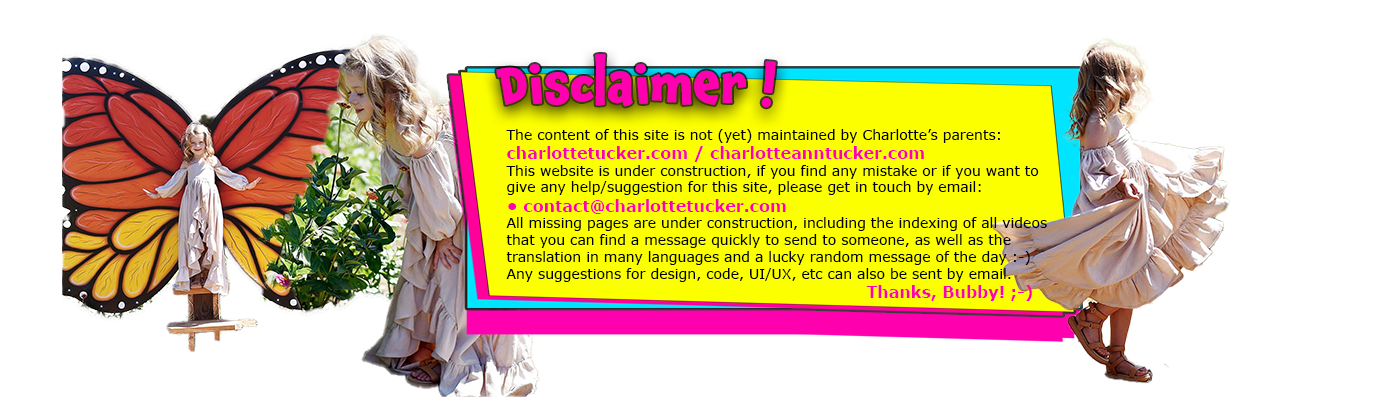 Disclaimer !
The content of this site is not (yet) maintained by Charlotte’s parents:
charlottetucker.com / charlotteanntucker.com
This website is under construction, if you find any mistake or if you want to
give any help/suggestion for this site, please get in touch by email:
• contact@charlottetucker.com
All missing pages are under construction, including the indexing of all videos
that you can find a message quickly to send to someone, as well as the
translation in many languages and a lucky random message of the day :-)
Any suggestions for design, code, UI/UX, etc can also be sent by email.
Thanks, Bubby! ;-)